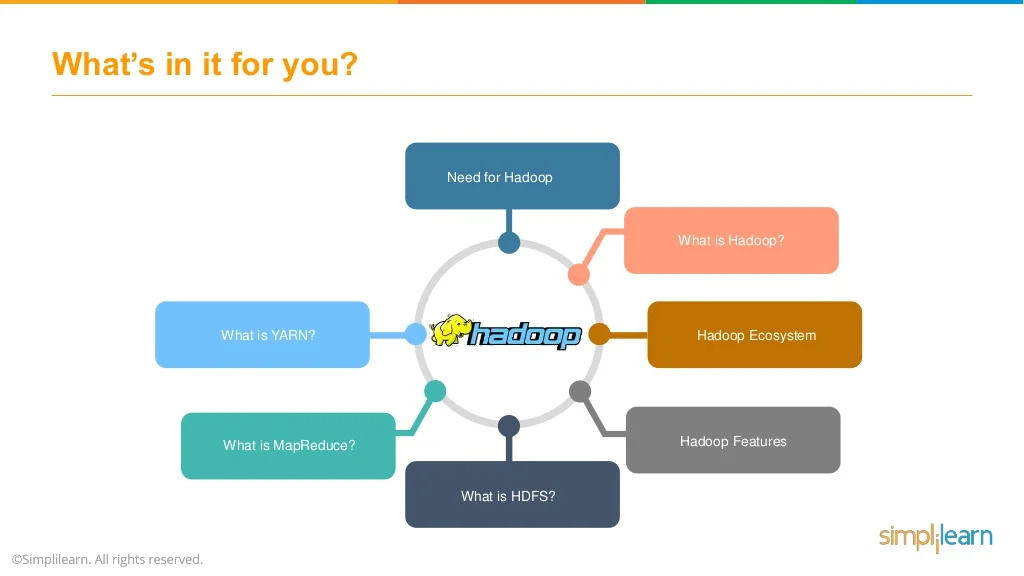 What’s in it for you?
Need for Hadoop
What is Hadoop?
Hadoop Ecosystem
Hadoop Features
What is HDFS?
What is MapReduce?
What is YARN?
hadoop
simplilearn
©Simplilearn. All rights reserved.